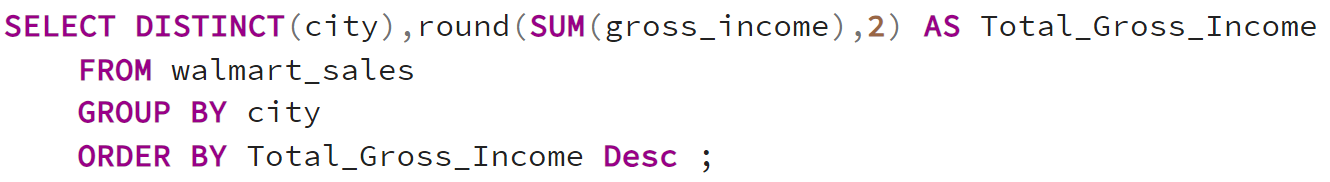 SELECT DISTINCT(city),round(SUM(gross_income),2) AS Total_Gross_Income
FROM walmart_sales
GROUP BY city
ORDER BY Total_Gross_Income Desc ;